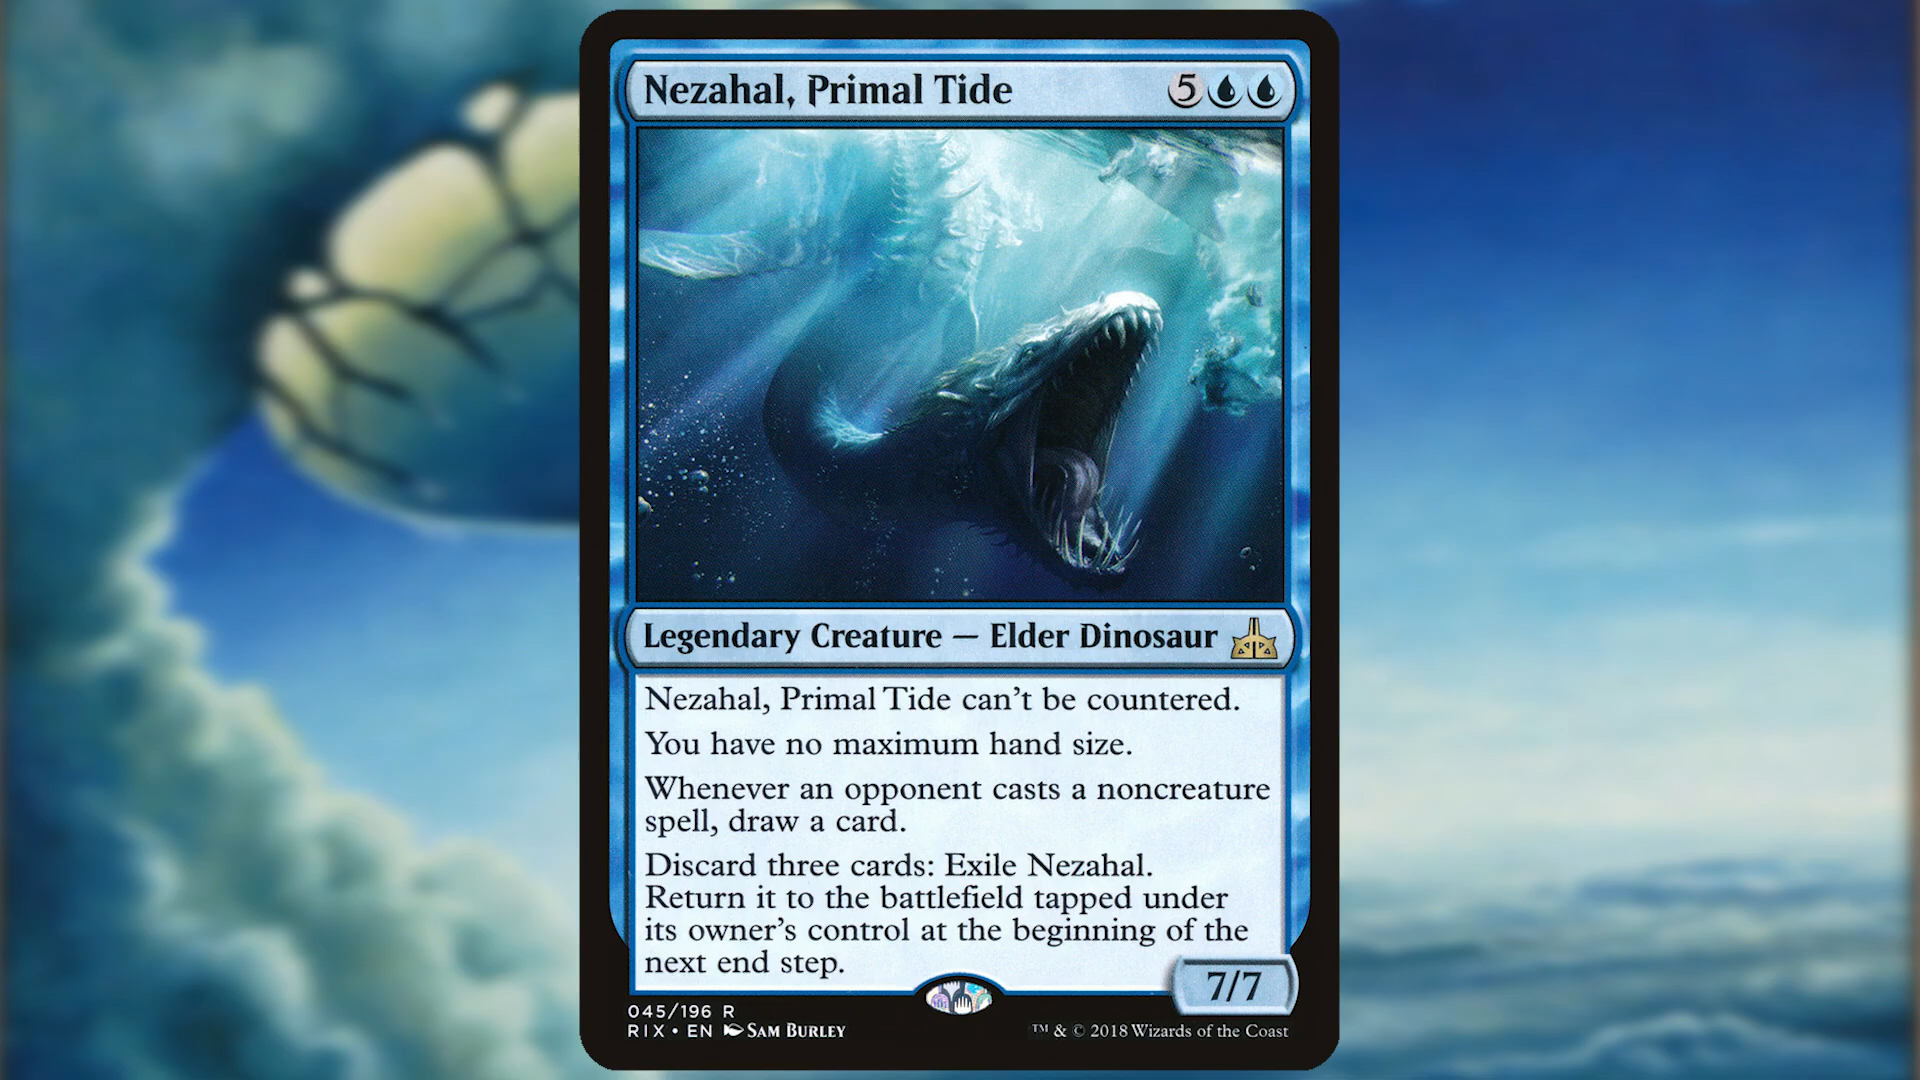 Nezahal, Primal Tide 5
Legendary Creature — Elder Dinosaur
Nezahal, Primal Tide can't be countered.
You have no maximum hand size.
Whenever an opponent casts a noncreature
spell, draw a card.
Discard three cards: Exile Nezahal.
Return it to the battlefield tapped under
its owner's control at the beginning of the
next end step.
7/7
045/196 R
RIX • EN Sam Burley
™ & © 2018 Wizards of the Coast